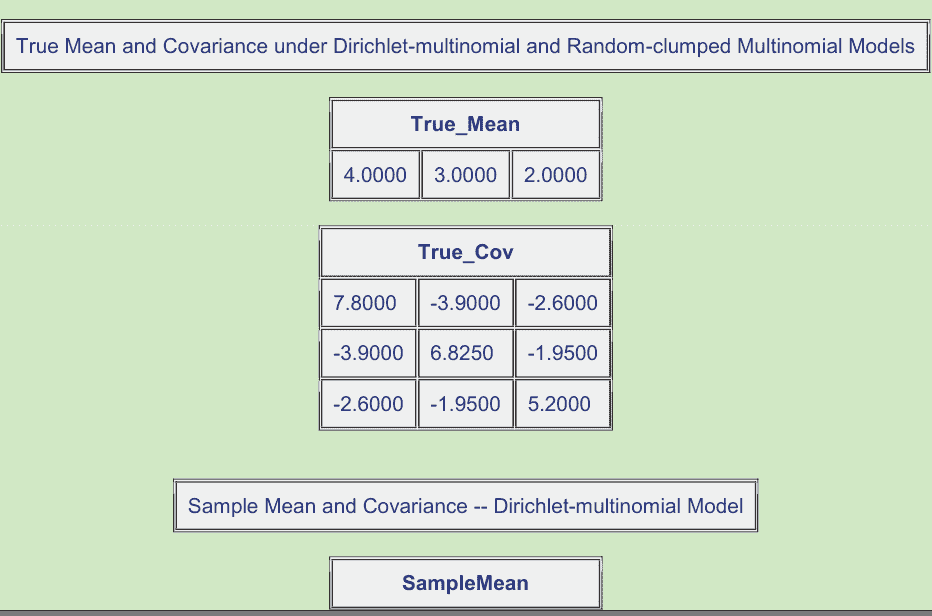 True Mean and Covariance under Dirichlet-multinomial and Random-clumped Multinomial Models
True_Mean
4.0000 3.0000 2.0000
True_Cov
7.8000 -3.9000 -2.6000
-3.9000 6.8250 -1.9500
-2.6000 -1.9500 5.2000
Sample Mean and Covariance -- Dirichlet-multinomial Model
SampleMean